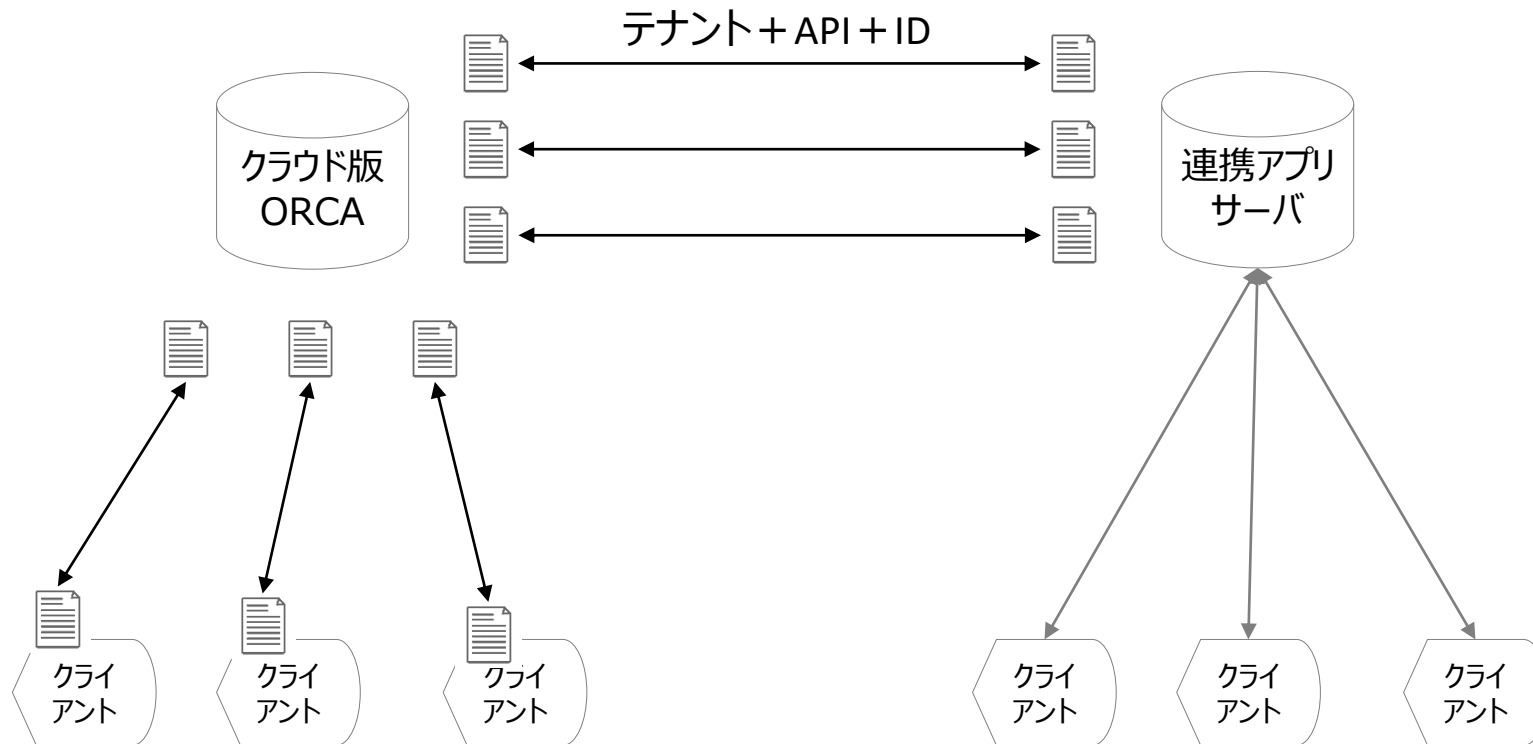 テナント＋API＋ID
クラウド版
ORCA
連携アプリ
サーバ
クライ
アント
クライ
アント
クライ
アント
クライ
アント
クライ
アント
クライ
アント